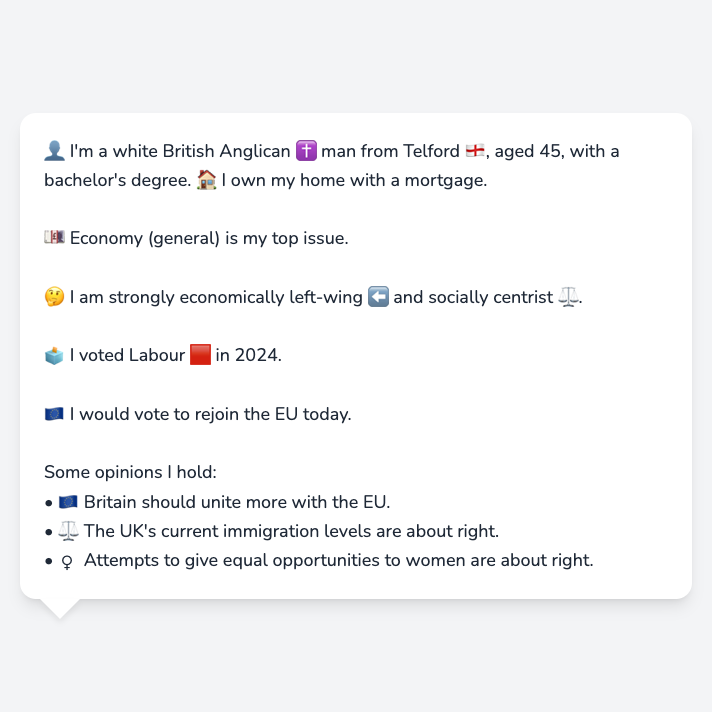 👤 I'm a white British Anglican ✝️ man from Telford 🏴󠁧󠁢󠁥󠁮󠁧󠁿, aged 45, with a
bachelor's degree. 🏠 I own my home with a mortgage.
💷 Economy (general) is my top issue.
🤔 I am strongly economically left-wing ⬅️ and socially centrist ⚖️.
🗳️ I voted Labour 🟥 in 2024.
🇪🇺 I would vote to rejoin the EU today.
Some opinions I hold:
• 🇪🇺 Britain should unite more with the EU.
• ⚖️ The UK's current immigration levels are about right.
• ♀️ Attempts to give equal opportunities to women are about right.